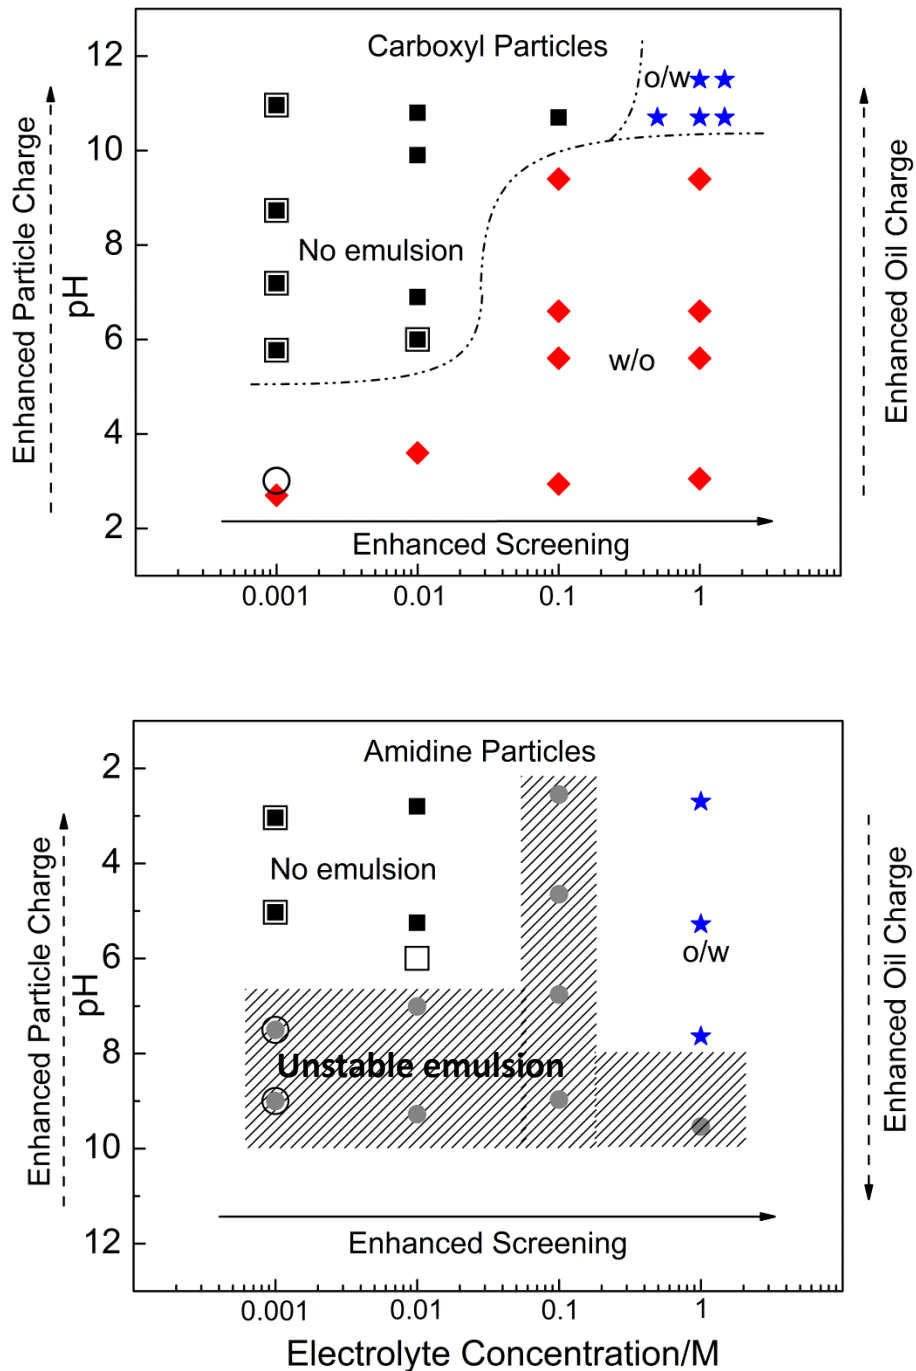 Carboxyl Particles
12
o/w
10
8
No emulsion
6
w/o
4
2
Enhanced Screening
0.001
0.01
0.1
1
pH
Enhanced Particle Charge
Enhanced Oil Charge
Amidine Particles
2
4
No emulsion
6
o/w
8
Unstable emulsion
10
12
Enhanced Screening
0.001
0.01
0.1
1
pH
Enhanced Particle Charge
Enhanced Oil Charge
Electrolyte Concentration/M